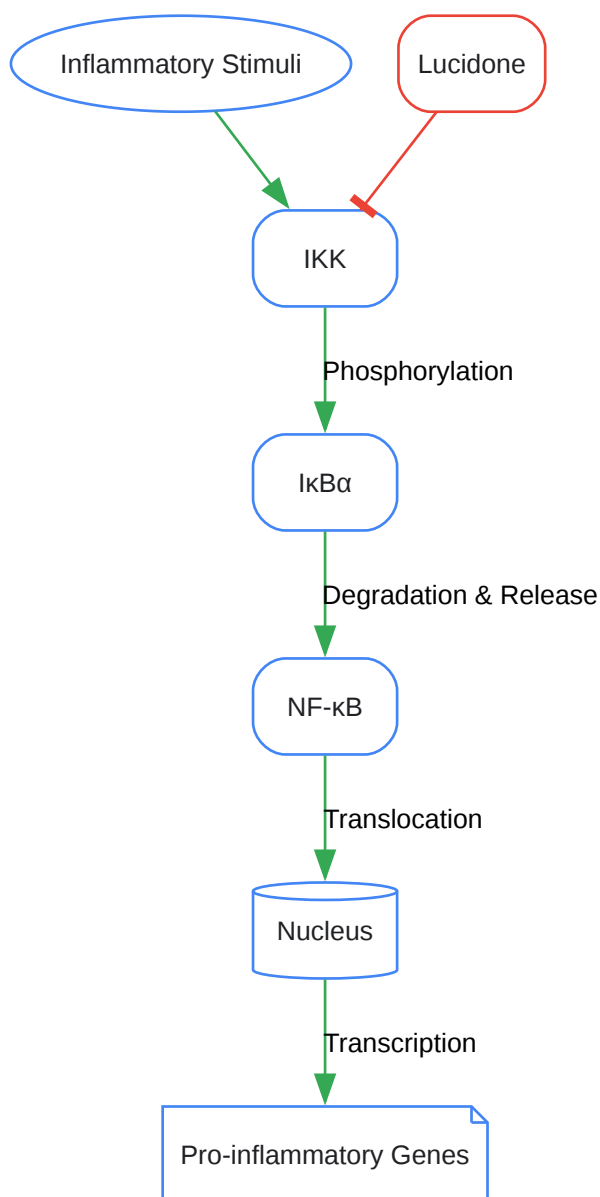 Inflammatory Stimuli
Lucidone
IKK
Phosphorylation
IκBα
Degradation & Release
NF-κB
Translocation
Nucleus
Transcription
Pro-inflammatory Genes